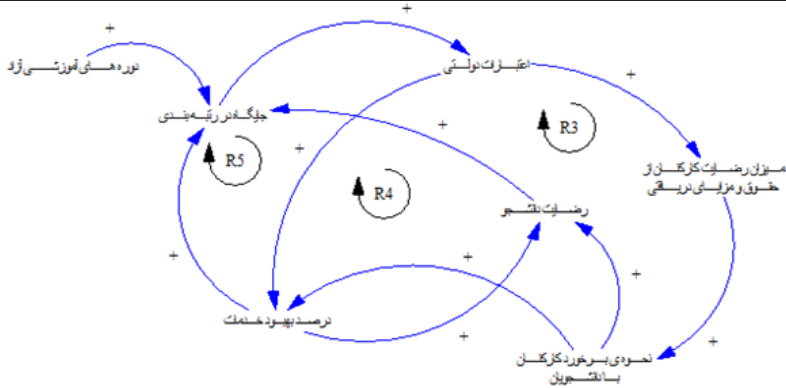 +
+
اعتبارات دولتی
دوره های آموزشی آزاد
+
جایگاه در رتبه بندی
+
R3
+
R5
میزان رضایت کارکنان از
حقوق و مزایای دریافتی
R4
رضایت دانشجو
+
+
+
درصد بهبود خدمات
+
+
نحوه ی برخورد کارکنان
با دانشجویان